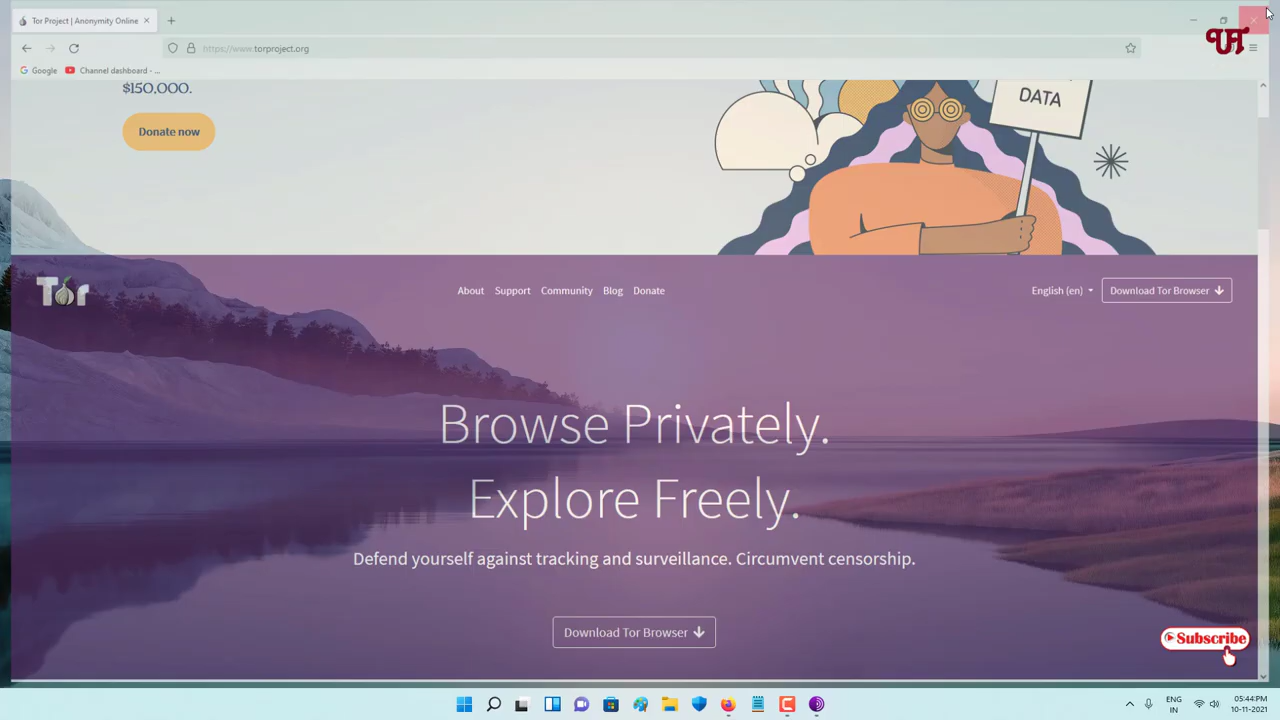 Tor Project | Anonymity Online
https://www.torproject.org
UA
Google
Channel dashboard - ...
$150,000.
Donate now
DATA
Tor
About
Support
Community
Blog
Donate
English (en)
Download Tor Browser
Browse Privately.
Explore Freely.
Defend yourself against tracking and surveillance. Circumvent censorship.
Download Tor Browser
Subscribe
ENG
IN
05:44:PM
10-11-2021